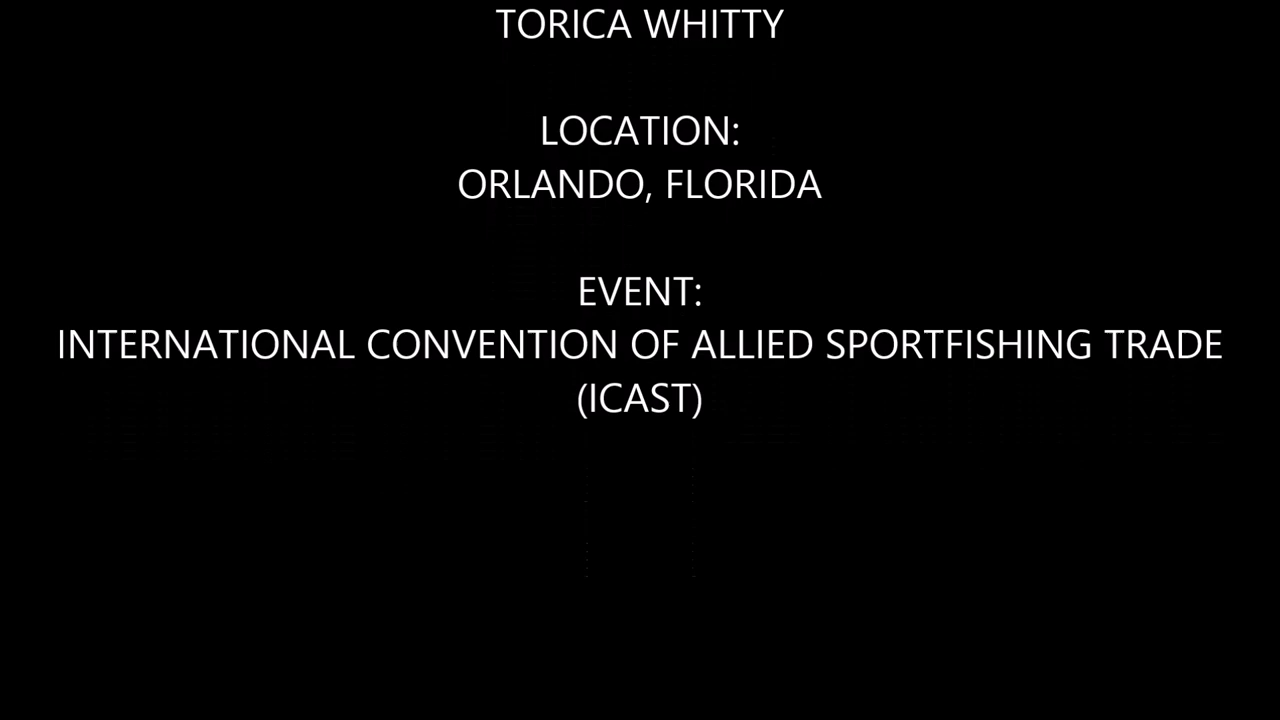 TORICA WHITTY
LOCATION:
ORLANDO, FLORIDA
EVENT:
INTERNATIONAL CONVENTION OF ALLIED SPORTFISHING TRADE
(ICAST)